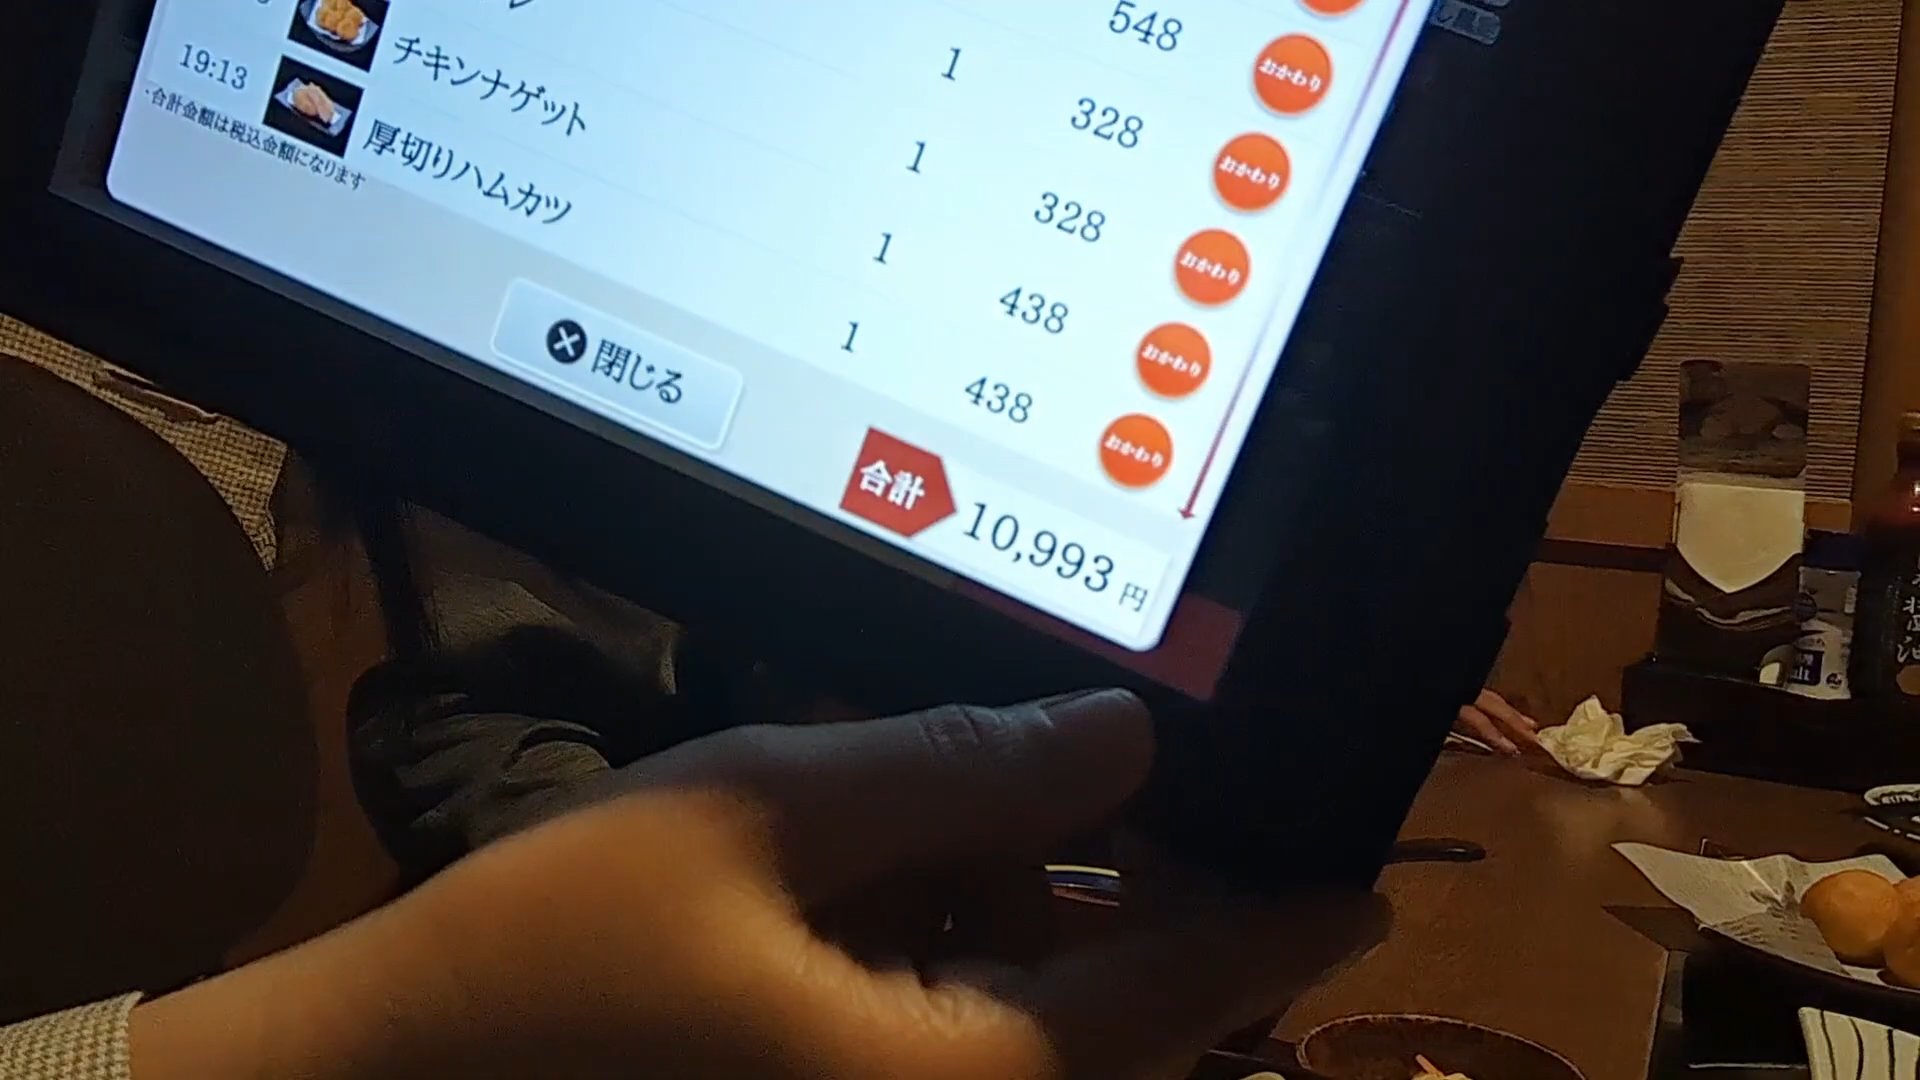 548 おかわり
1 328 おかわり
チキンナゲット 1 328 おかわり
19:13 厚切りハムカツ 1 438 おかわり
1 438 おかわり
・合計金額は税込金額になります
閉じる
合計 10,993 円